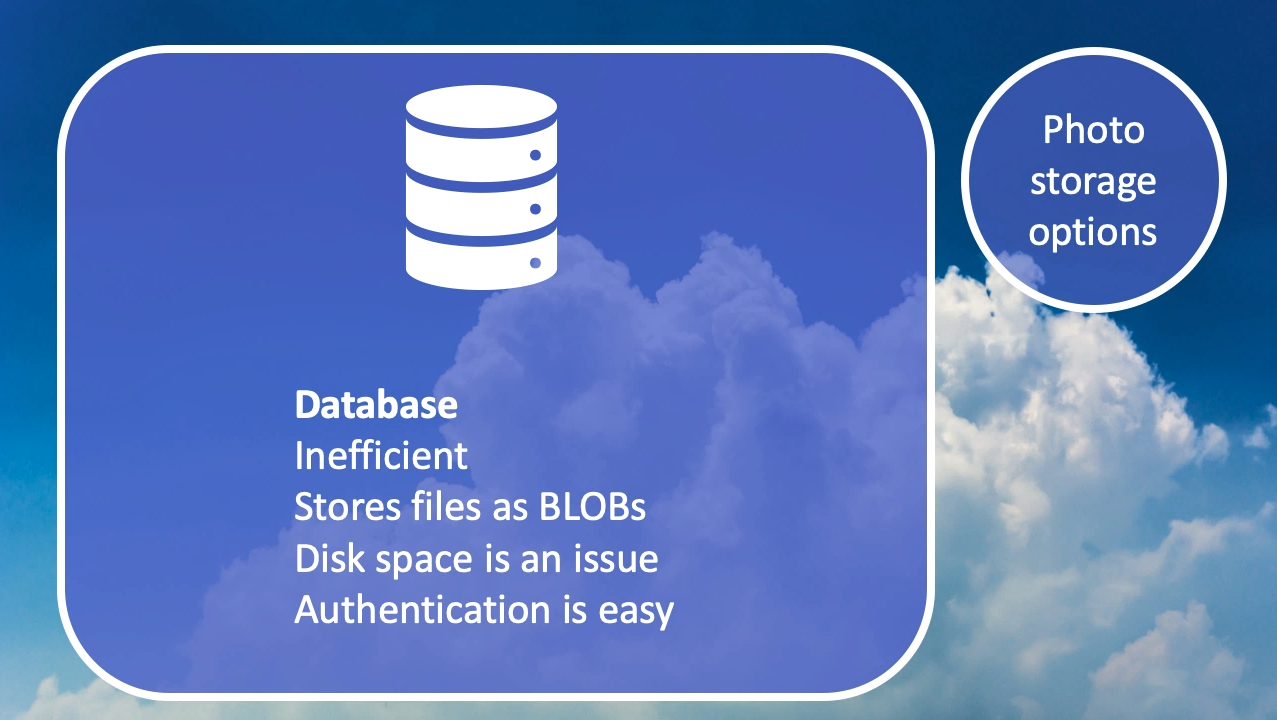 Photo
storage
options
Database
Inefficient
Stores files as BLOBs
Disk space is an issue
Authentication is easy